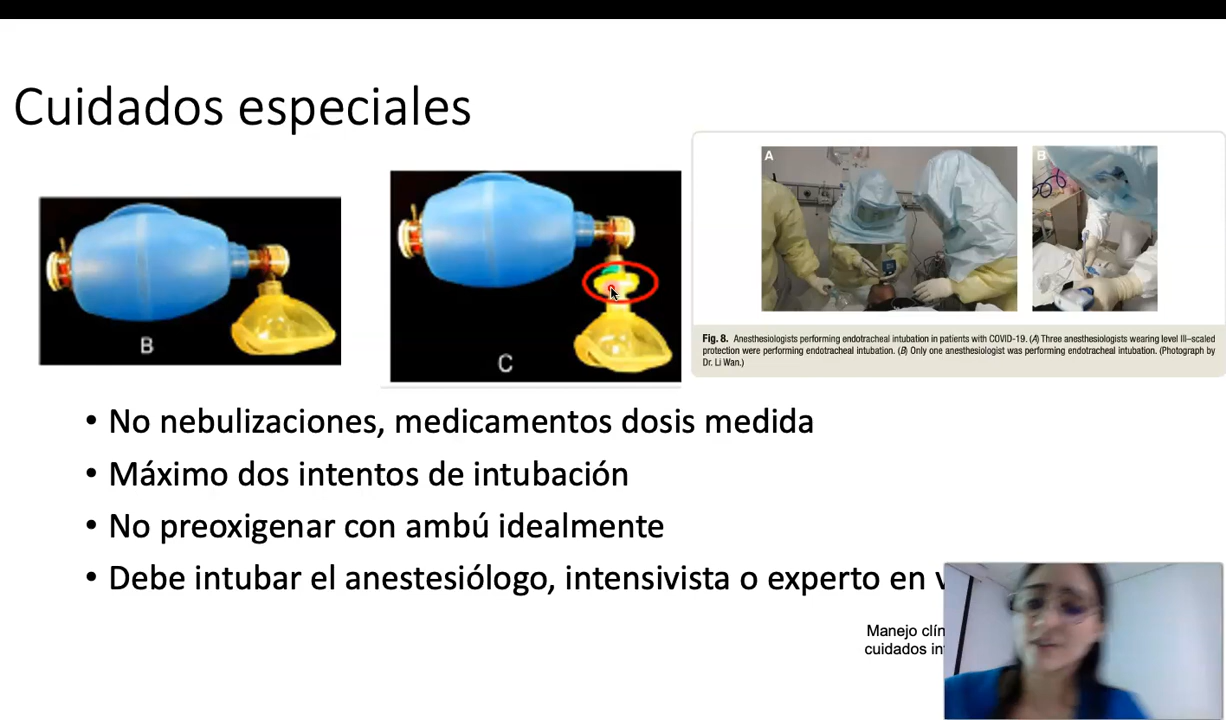 Cuidados especiales
B
C
A
B
Fig. 8. Anesthesiologists performing endotracheal intubation in patients with COVID-19. (A) Three anesthesiologists wearing level III–scaled
protection were performing endotracheal intubation. (B) Only one anesthesiologist was performing endotracheal intubation. (Photograph by
Dr. Li Wan.)
• No nebulizaciones, medicamentos dosis medida
• Máximo dos intentos de intubación
• No preoxigenar con ambú idealmente
• Debe intubar el anestesiólogo, intensivista o experto en
Manejo
cuidados